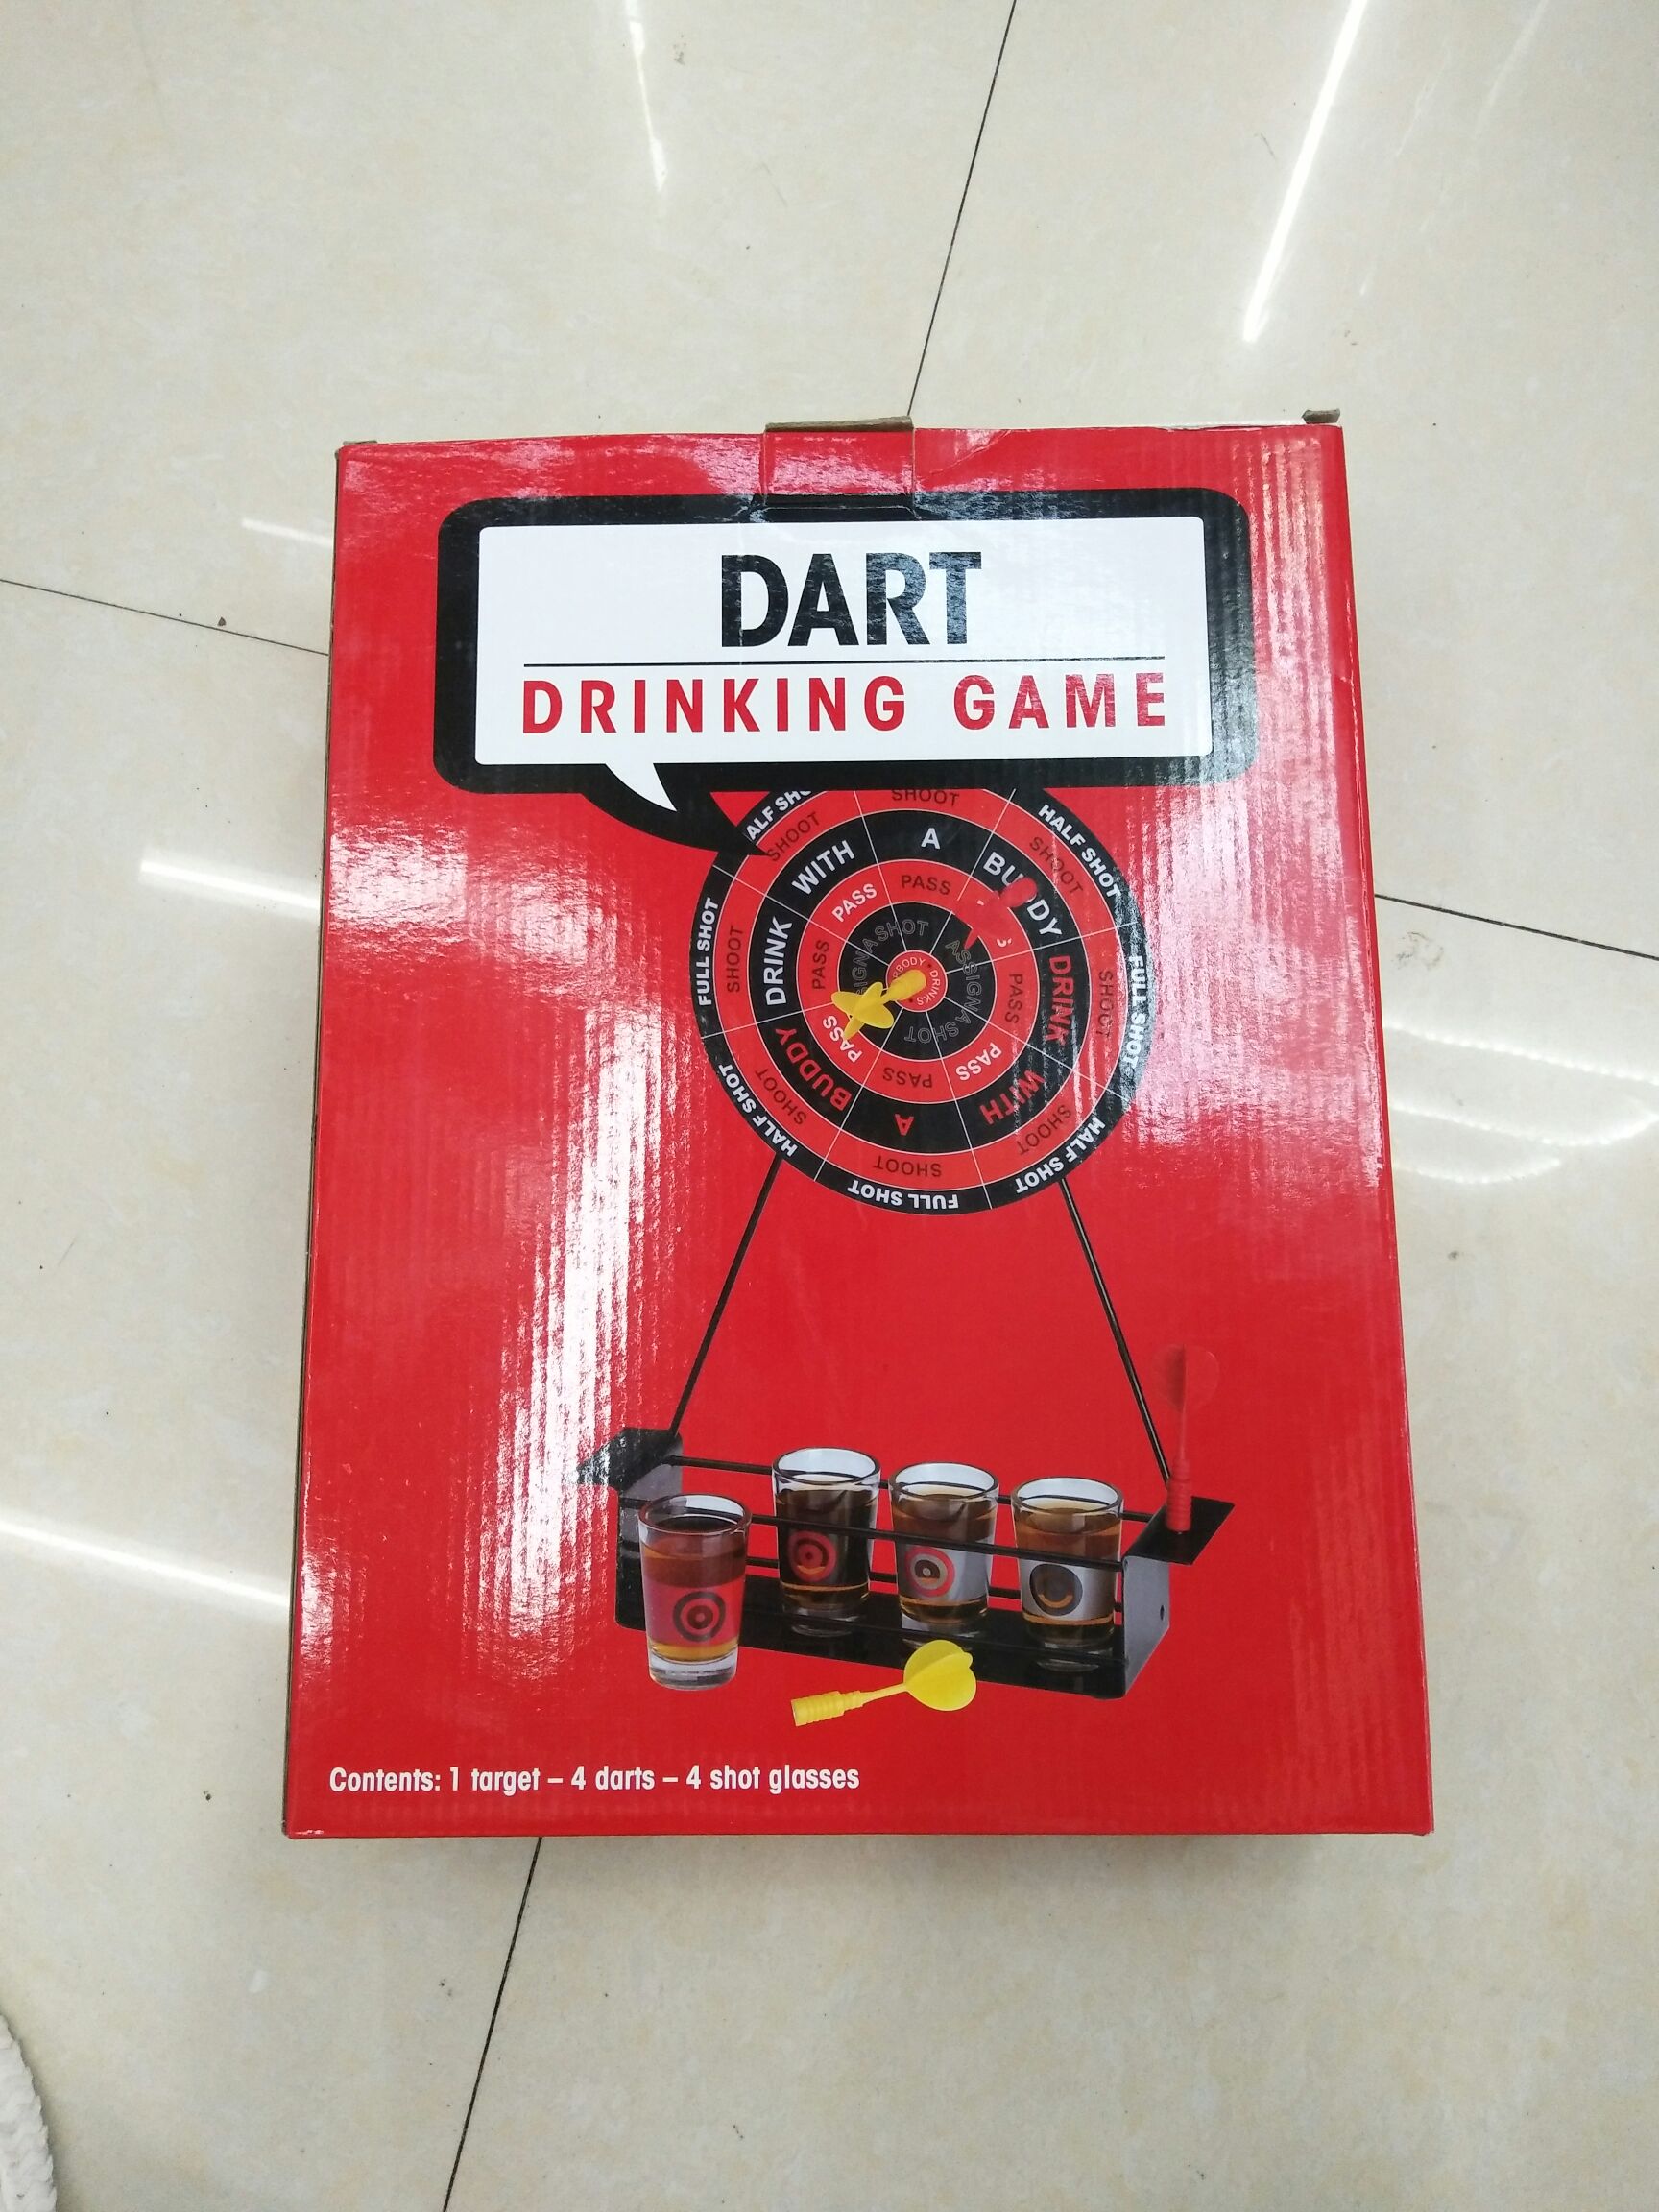 DART
DRINKING GAME
SHOOT
HALF SHOT
SHOOT
FULL SHOT
SHOOT
HALF SHOT
SHOOT
FULL SHOT
SHOOT
HALF SHOT
SHOOT
FULL SHOT
SHOOT
SHOOT
DRINK WITH A BUDDY
DRINK WITH A BUDDY
PASS
PASS
PASS
PASS
PASS
PASS
PASS
ASSIGN A SHOT
DRINKS
Contents: 1 target – 4 darts – 4 shot glasses